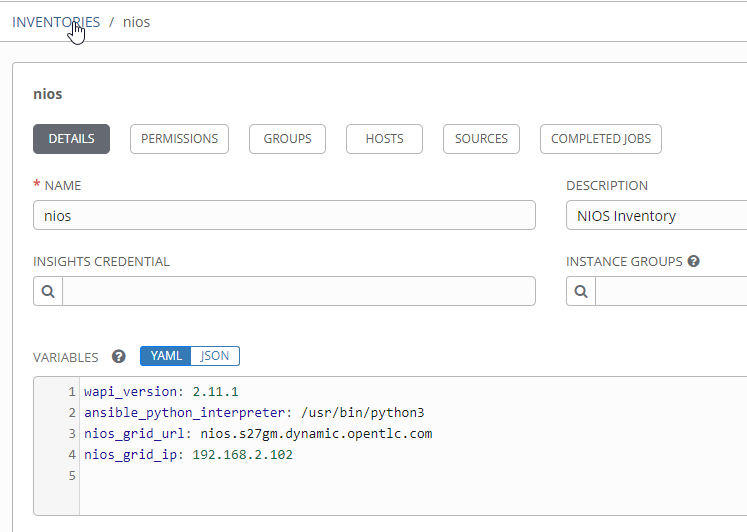 INVENTORIES / nios
nios
DETAILS PERMISSIONS GROUPS HOSTS SOURCES COMPLETED JOBS
* NAME DESCRIPTION
nios NIOS Inventory
INSIGHTS CREDENTIAL INSTANCE GROUPS ?
VARIABLES ? YAML JSON
1 wapi_version: 2.11.1
2 ansible_python_interpreter: /usr/bin/python3
3 nios_grid_url: nios.s27gm.dynamic.opentlc.com
4 nios_grid_ip: 192.168.2.102
5